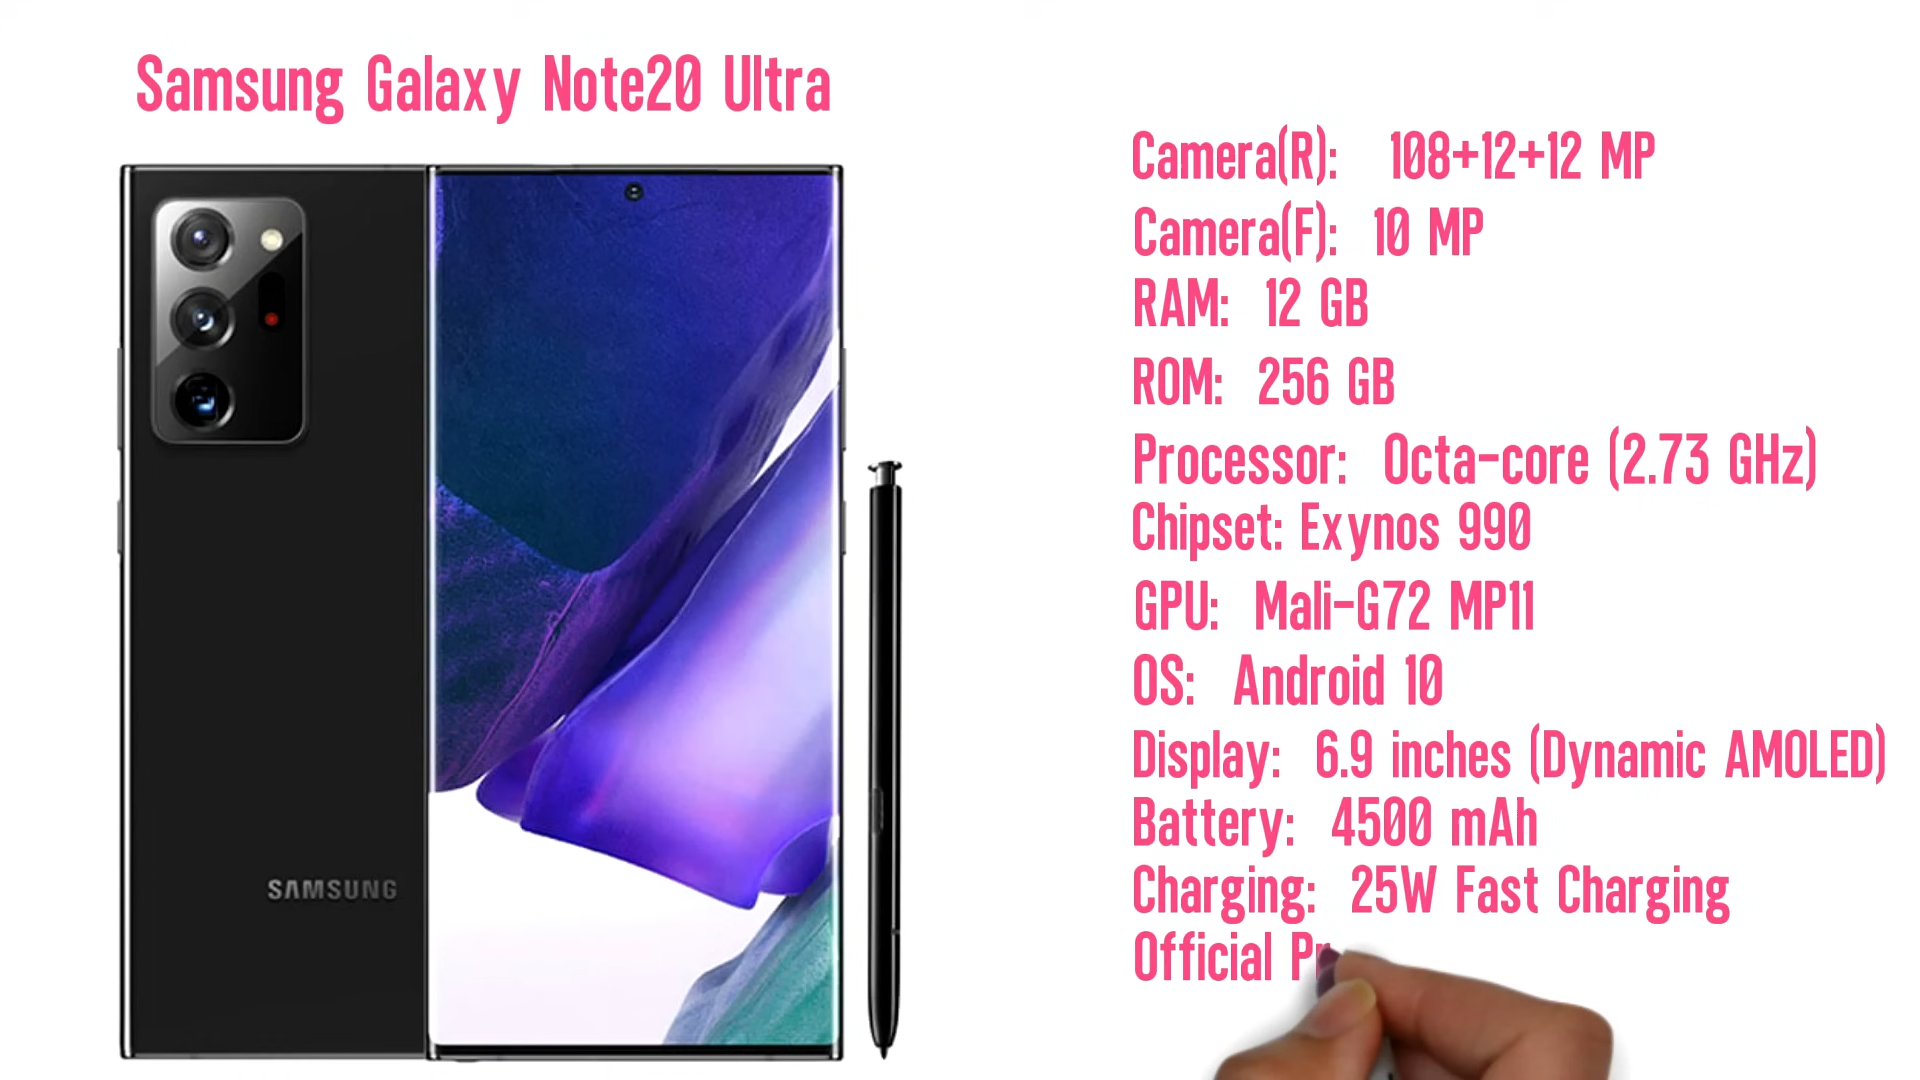 Samsung Galaxy Note20 Ultra
Camera(R): 108+12+12 MP
Camera(F): 10 MP
RAM: 12 GB
ROM: 256 GB
Processor: Octa-core (2.73 GHz)
Chipset: Exynos 990
GPU: Mali-G72 MP11
OS: Android 10
Display: 6.9 inches (Dynamic AMOLED)
Battery: 4500 mAh
Charging: 25W Fast Charging
Official
SAMSUNG